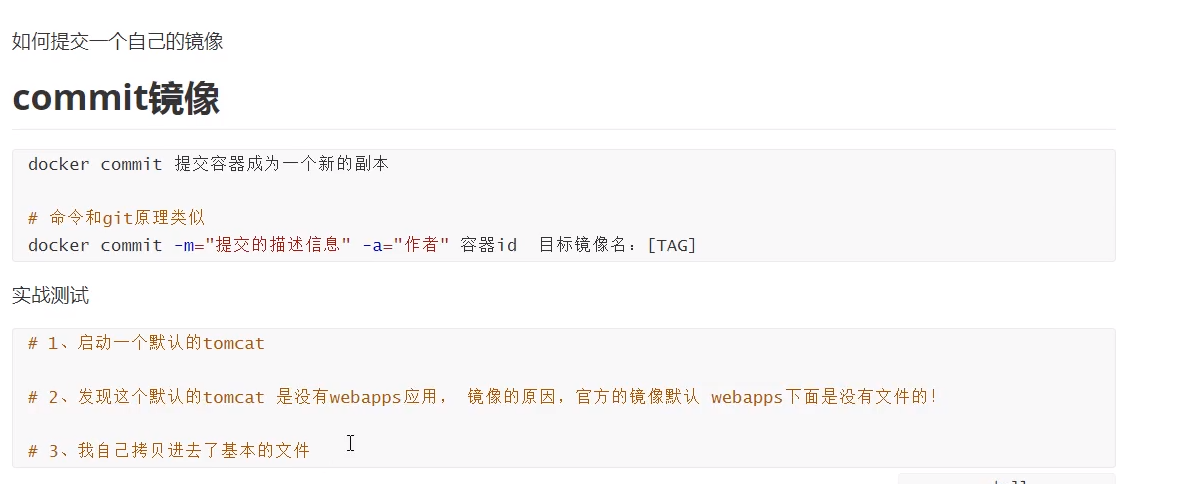 如何提交一个自己的镜像
commit镜像
docker commit 提交容器成为一个新的副本
# 命令和git原理类似
docker commit -m="提交的描述信息" -a="作者" 容器id 目标镜像名：[TAG]
实战测试
# 1、启动一个默认的tomcat
# 2、发现这个默认的tomcat 是没有webapps应用， 镜像的原因，官方的镜像默认 webapps下面是没有文件的！
# 3、我自己拷贝进去了基本的文件